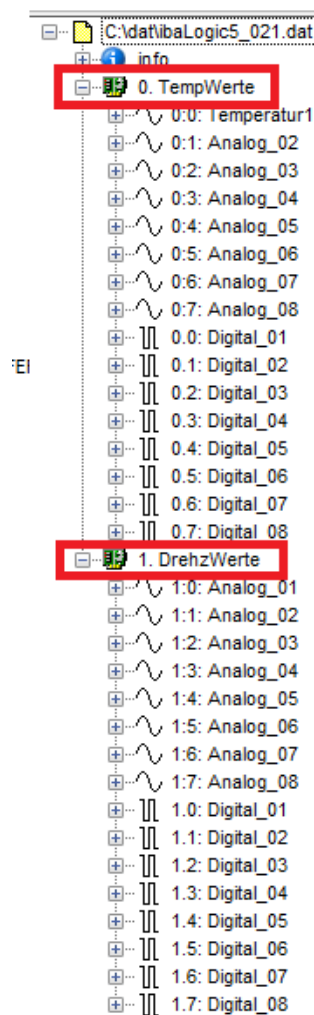 C:\dat\ibaLogic5_021.dat
info
0. TempWerte
0:0: Temperatur1
0:1: Analog_02
0:2: Analog_03
0:3: Analog_04
0:4: Analog_05
0:5: Analog_06
0:6: Analog_07
0:7: Analog_08
0.0: Digital_01
0.1: Digital_02
0.2: Digital_03
0.3: Digital_04
0.4: Digital_05
0.5: Digital_06
0.6: Digital_07
0.7: Digital_08
1. DrehzWerte
1:0: Analog_01
1:1: Analog_02
1:2: Analog_03
1:3: Analog_04
1:4: Analog_05
1:5: Analog_06
1:6: Analog_07
1:7: Analog_08
1.0: Digital_01
1.1: Digital_02
1.2: Digital_03
1.3: Digital_04
1.4: Digital_05
1.5: Digital_06
1.6: Digital_07
1.7: Digital_08